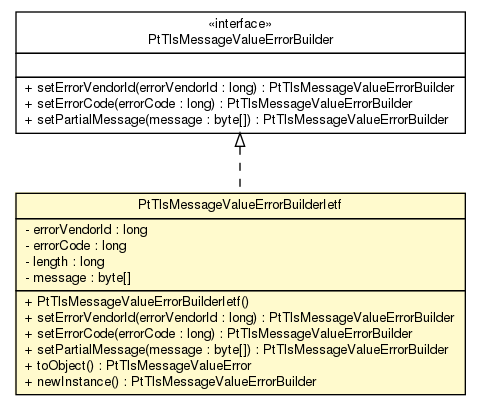 «interface»
PtTlsMessageValueErrorBuilder
+ setErrorVendorId(errorVendorId : long) : PtTlsMessageValueErrorBuilder
+ setErrorCode(errorCode : long) : PtTlsMessageValueErrorBuilder
+ setPartialMessage(message : byte[]) : PtTlsMessageValueErrorBuilder
PtTlsMessageValueErrorBuilderIetf
- errorVendorId : long
- errorCode : long
- length : long
- message : byte[]
+ PtTlsMessageValueErrorBuilderIetf()
+ setErrorVendorId(errorVendorId : long) : PtTlsMessageValueErrorBuilder
+ setErrorCode(errorCode : long) : PtTlsMessageValueErrorBuilder
+ setPartialMessage(message : byte[]) : PtTlsMessageValueErrorBuilder
+ toObject() : PtTlsMessageValueError
+ newInstance() : PtTlsMessageValueErrorBuilder